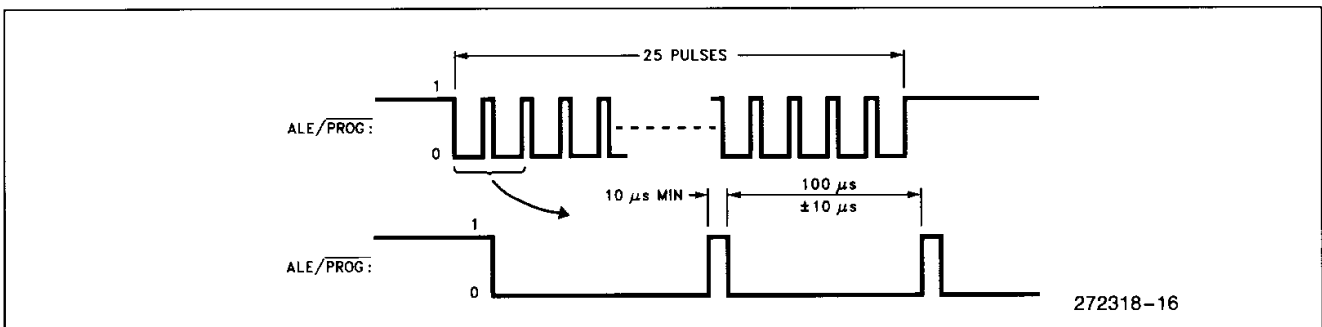 25 PULSES
1
ALE/PROG:
0
10 μs MIN
100 μs
±10 μs
1
ALE/PROG:
0
272318-16